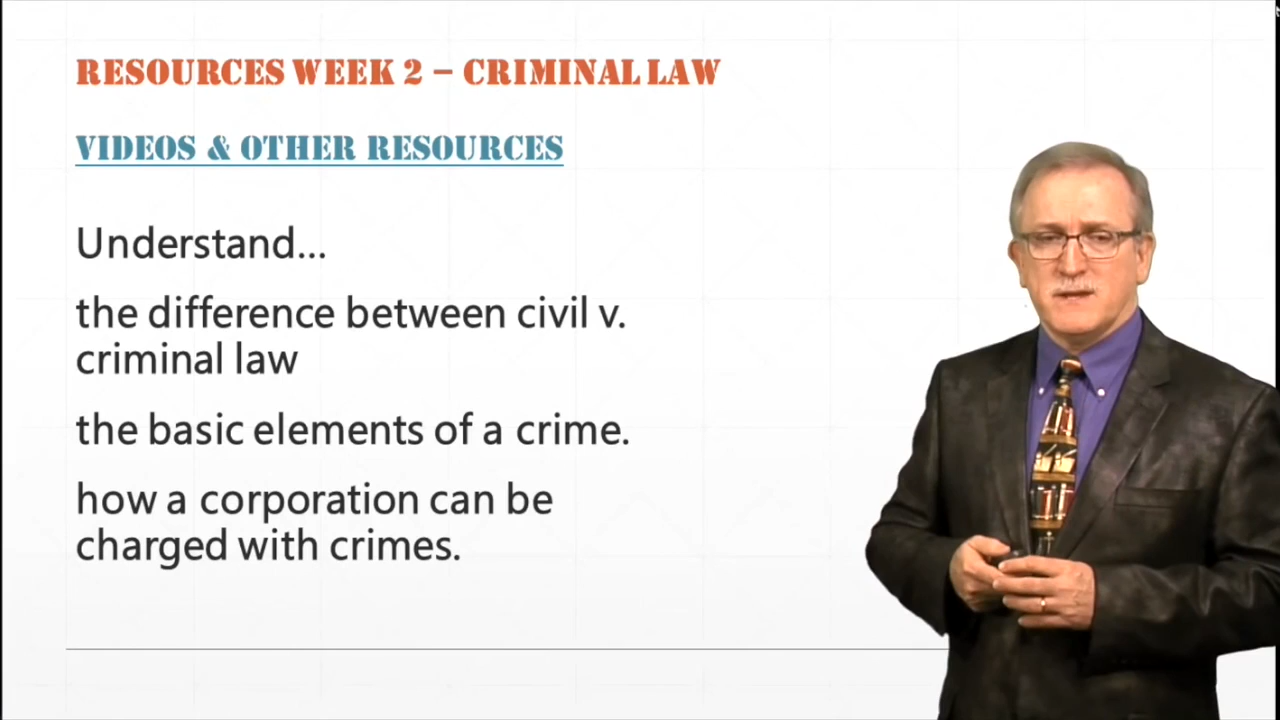 RESOURCES WEEK 2 – CRIMINAL LAW
VIDEOS & OTHER RESOURCES
Understand...
the difference between civil v.
criminal law
the basic elements of a crime.
how a corporation can be
charged with crimes.